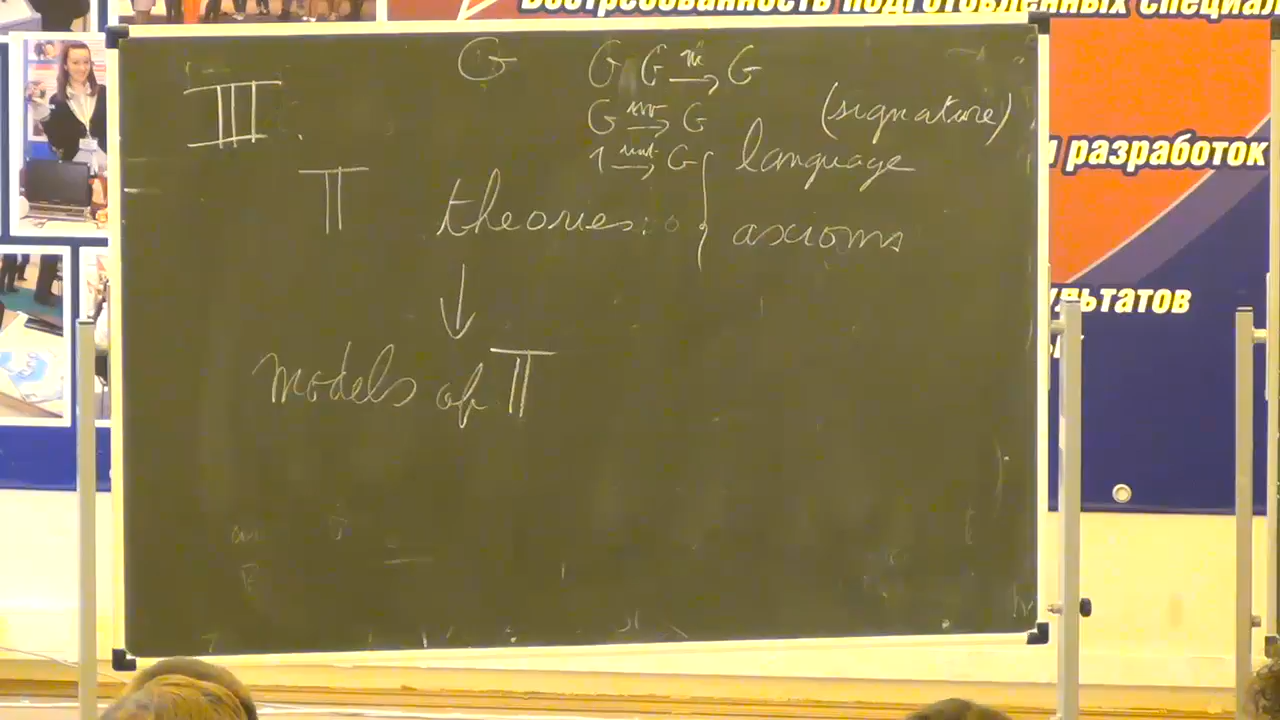 Востребованность подготовленных специал
G G G m G
III.
G inv G (signature)
1 unit G language
разработок
𝕋 theories: axioms
ультатов
models of 𝕋